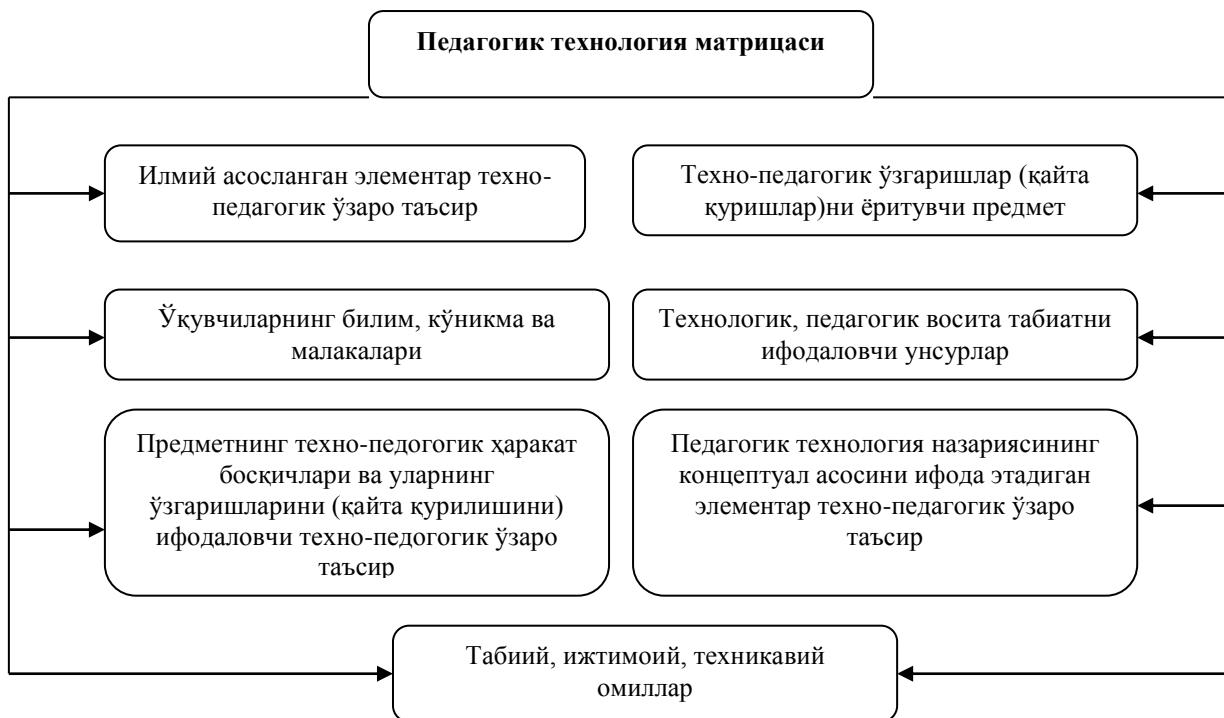 Педагогик технология матрицаси
Илмий асосланган элементар техно-
педагогик ўзаро таъсир
Техно-педагогик ўзгаришлар (қайта
қуришлар)ни ёритувчи предмет
Ўқувчиларнинг билим, кўникма ва
малакалари
Технологик, педагогик восита табиатни
ифодаловчи унсурлар
Предметнинг техно-педогогик ҳаракат
босқичлари ва уларнинг
ўзгаришларини (қайта қурилишини)
ифодаловчи техно-педогогик ўзаро
таъсир
Педагогик технология назариясининг
концептуал асосини ифода этадиган
элементар техно-педагогик ўзаро
таъсир
Табиий, ижтимоий, техникавий
омиллар